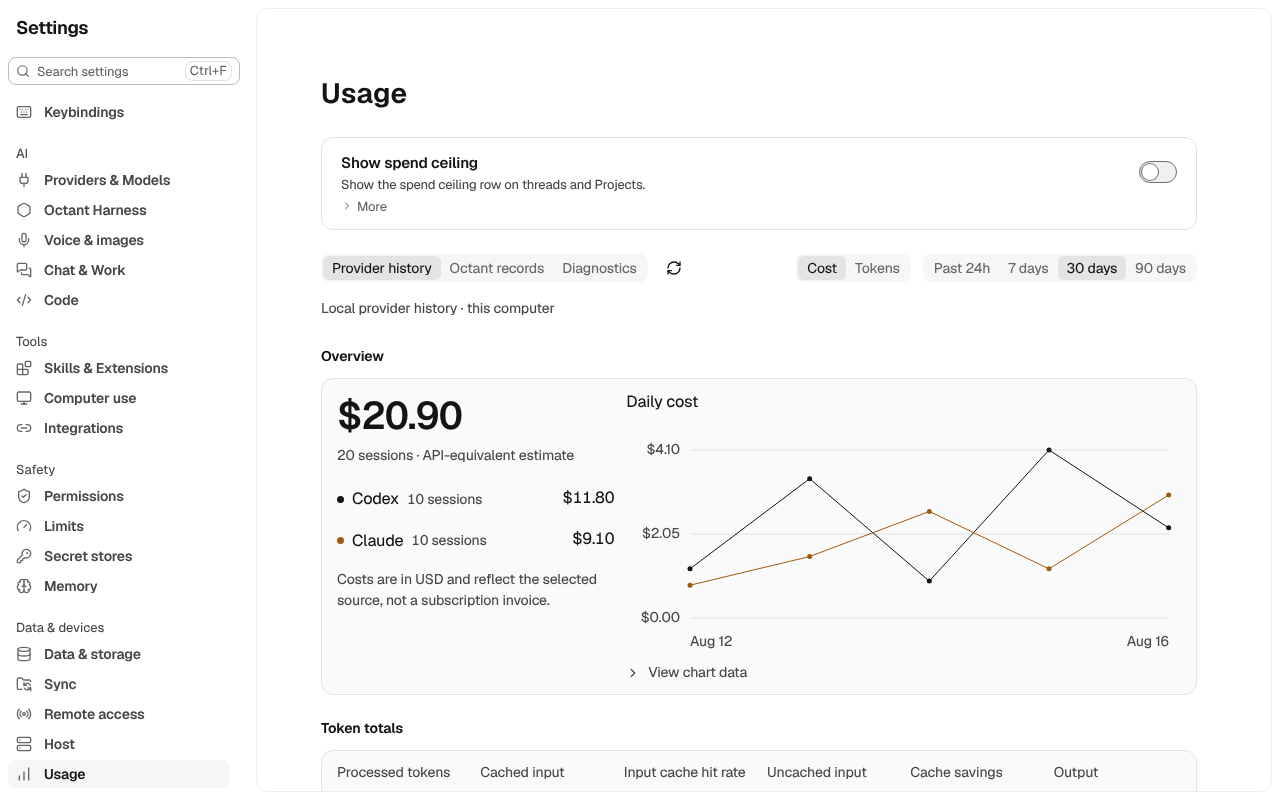 Settings
Search settings
Ctrl+F
Keybindings
AI
Providers & Models
Octant Harness
Voice & images
Chat & Work
Code
Tools
Skills & Extensions
Computer use
Integrations
Safety
Permissions
Limits
Secret stores
Memory
Data & devices
Data & storage
Sync
Remote access
Host
Usage
Usage
Show spend ceiling
Show the spend ceiling row on threads and Projects.
More
Provider history Octant records Diagnostics
Cost Tokens
Past 24h 7 days 30 days 90 days
Local provider history · this computer
Overview
$20.90
20 sessions · API-equivalent estimate
Codex 10 sessions $11.80
Claude 10 sessions $9.10
Costs are in USD and reflect the selected
source, not a subscription invoice.
Daily cost
$4.10
$2.05
$0.00
Aug 12 Aug 16
View chart data
Token totals
Processed tokens Cached input Input cache hit rate Uncached input Cache savings Output